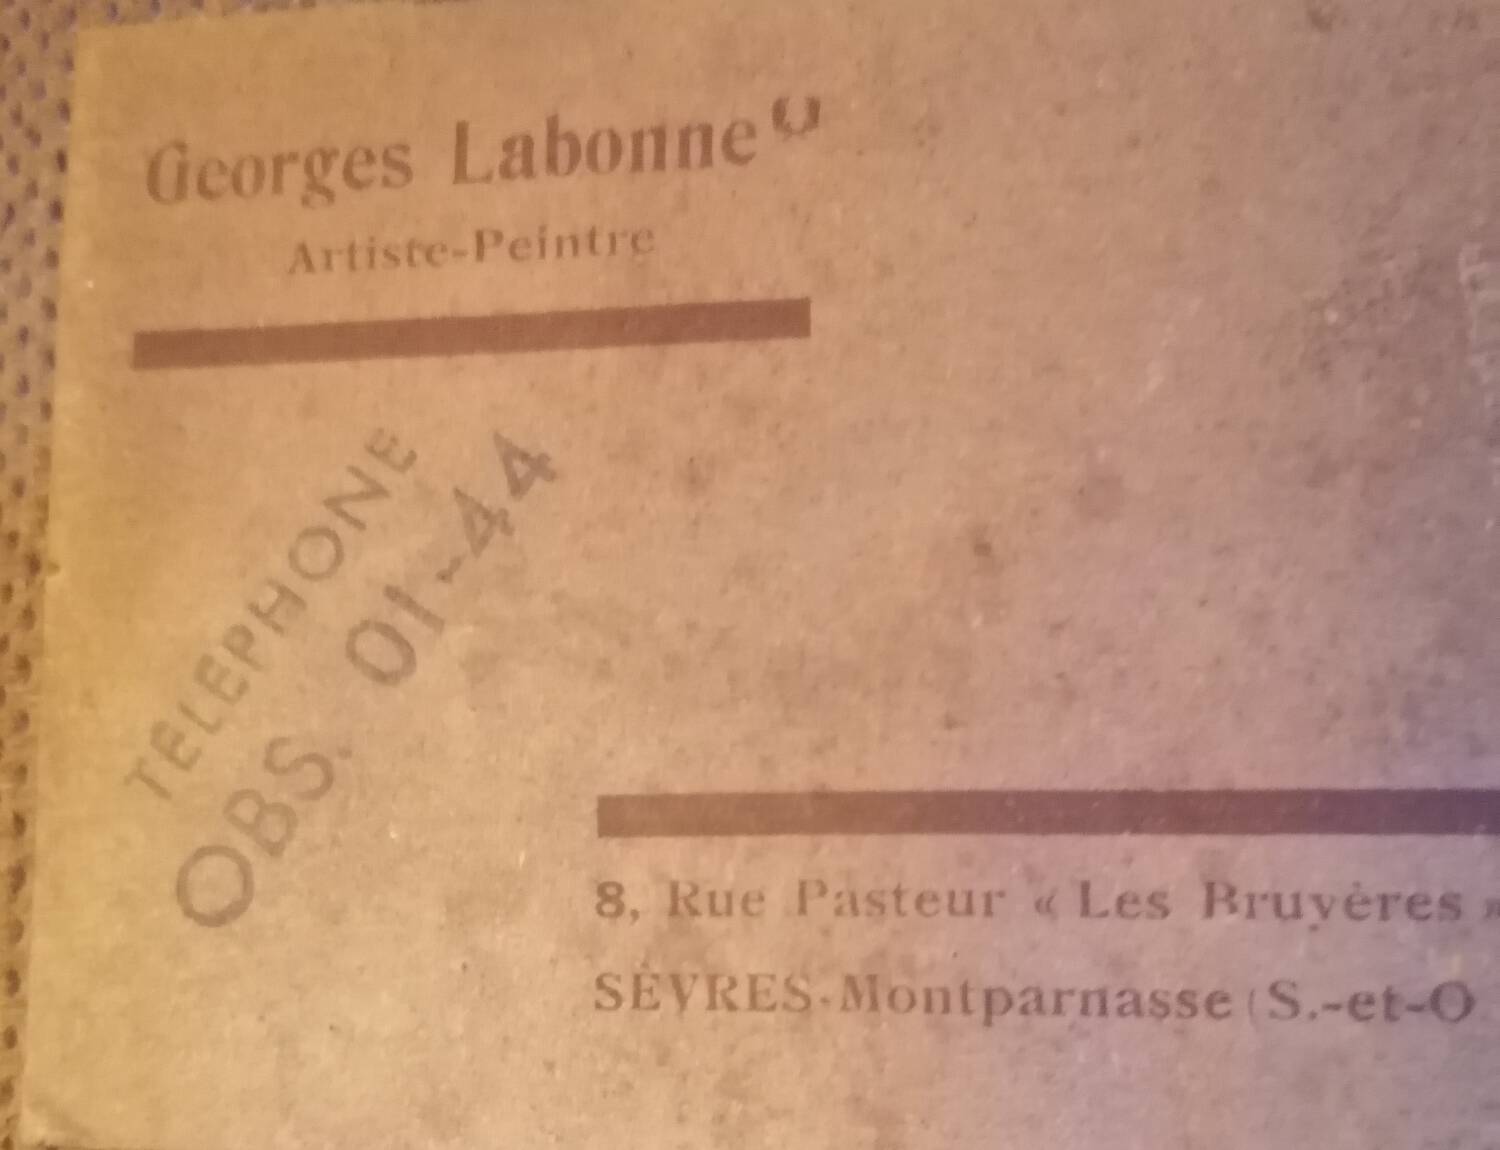 Georges Labonne
Artiste-Peintre
TELEPHONE
OBS. 01-44
8, Rue Pasteur « Les Bruyères »
SÈVRES-Montparnasse (S.-et-O